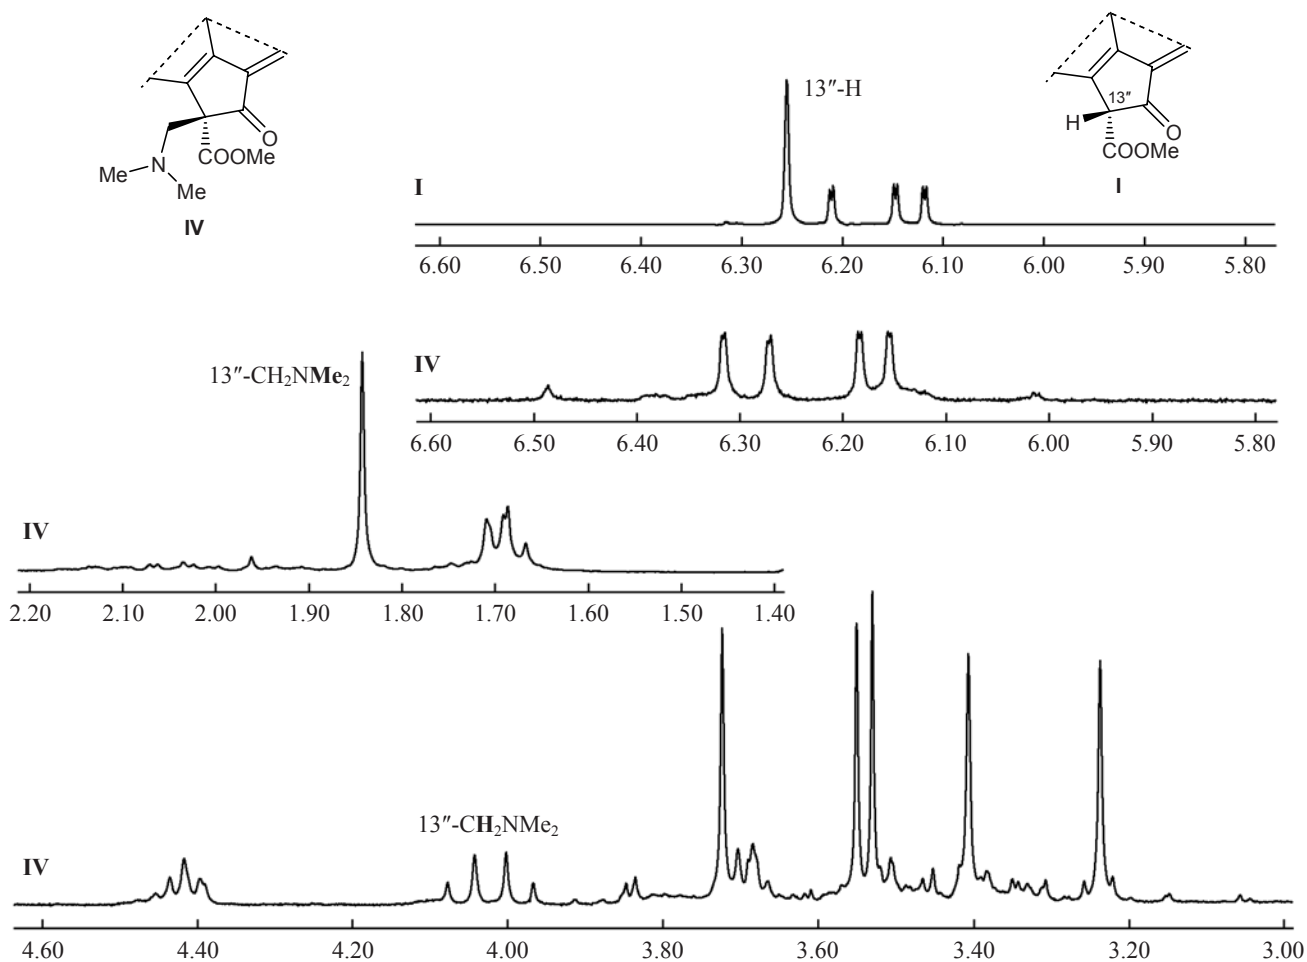 13″-H
13″
H
O
COOMe
I
O
COOMe
N
Me
Me
IV
I
6.60 6.50 6.40 6.30 6.20 6.10 6.00 5.90 5.80
IV
6.60 6.50 6.40 6.30 6.20 6.10 6.00 5.90 5.80
13″-CH₂NMe₂
IV
2.20 2.10 2.00 1.90 1.80 1.70 1.60 1.50 1.40
13″-CH₂NMe₂
IV
4.60 4.40 4.20 4.00 3.80 3.60 3.40 3.20 3.00